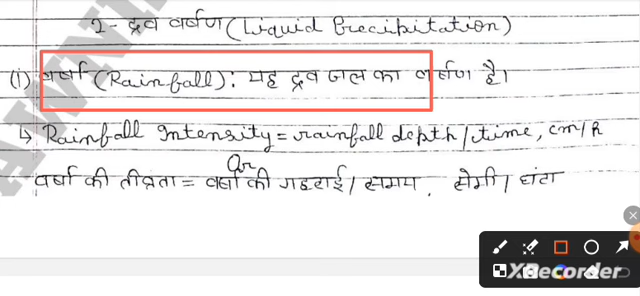 2- द्रव वर्षण (Liquid Precipitation)
(i) वर्षा (Rainfall): यह द्रव जल का वर्षण है।
↳ Rainfall Intensity = rainfall depth / time, cm/h
Or
वर्षा की तीव्रता = वर्षा की गहराई / समय, सेमी / घंटा
XRecorder